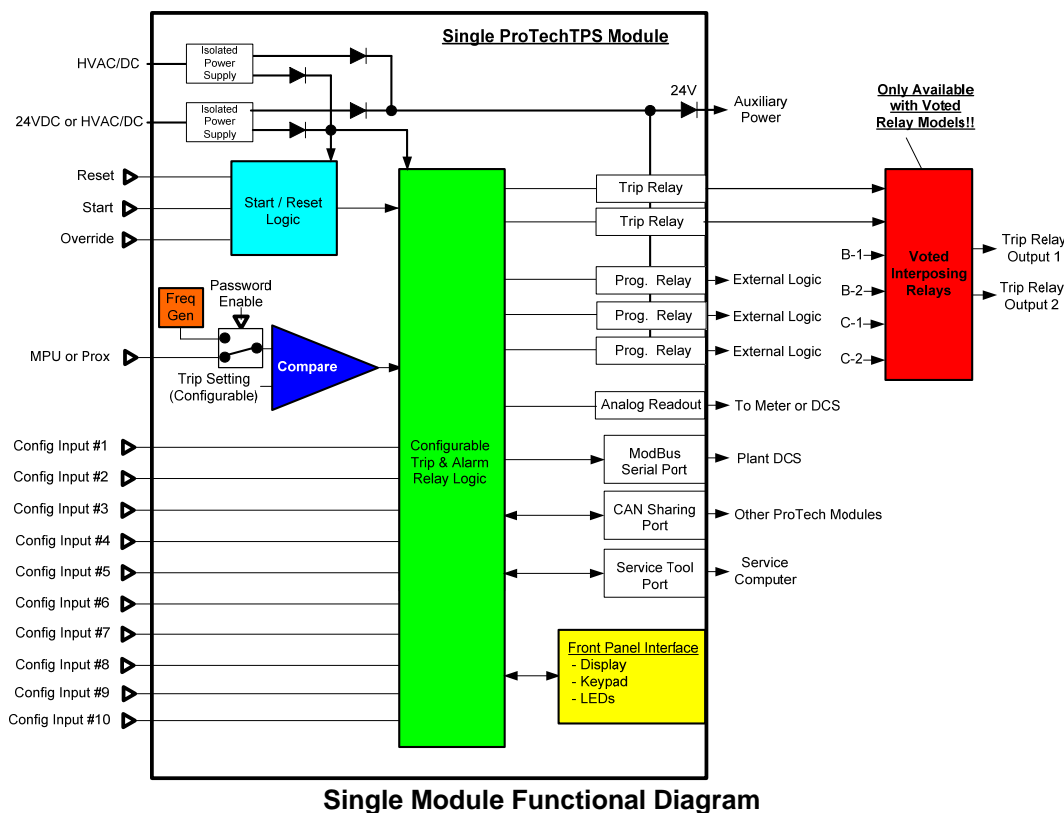 Single ProTechTPS Module
HVAC/DC
Isolated
Power
Supply
24VDC or HVAC/DC
Isolated
Power
Supply
24V
Auxiliary
Power
Only Available
with Voted
Relay Models!!
Reset
Start
Override
Start / Reset
Logic
Trip Relay
Trip Relay
Prog. Relay
External Logic
Prog. Relay
External Logic
Prog. Relay
External Logic
B-1
B-2
C-1
C-2
Voted
Interposing
Relays
Trip Relay
Output 1
Trip Relay
Output 2
Freq
Gen
Password
Enable
MPU or Prox
Trip Setting
(Configurable)
Compare
Analog Readout
To Meter or DCS
Configurable
Trip & Alarm
Relay Logic
ModBus
Serial Port
Plant DCS
CAN Sharing
Port
Other ProTech Modules
Service Tool
Port
Service
Computer
Config Input #1
Config Input #2
Config Input #3
Config Input #4
Config Input #5
Config Input #6
Config Input #7
Config Input #8
Config Input #9
Config Input #10
Front Panel Interface
- Display
- Keypad
- LEDs
Single Module Functional Diagram